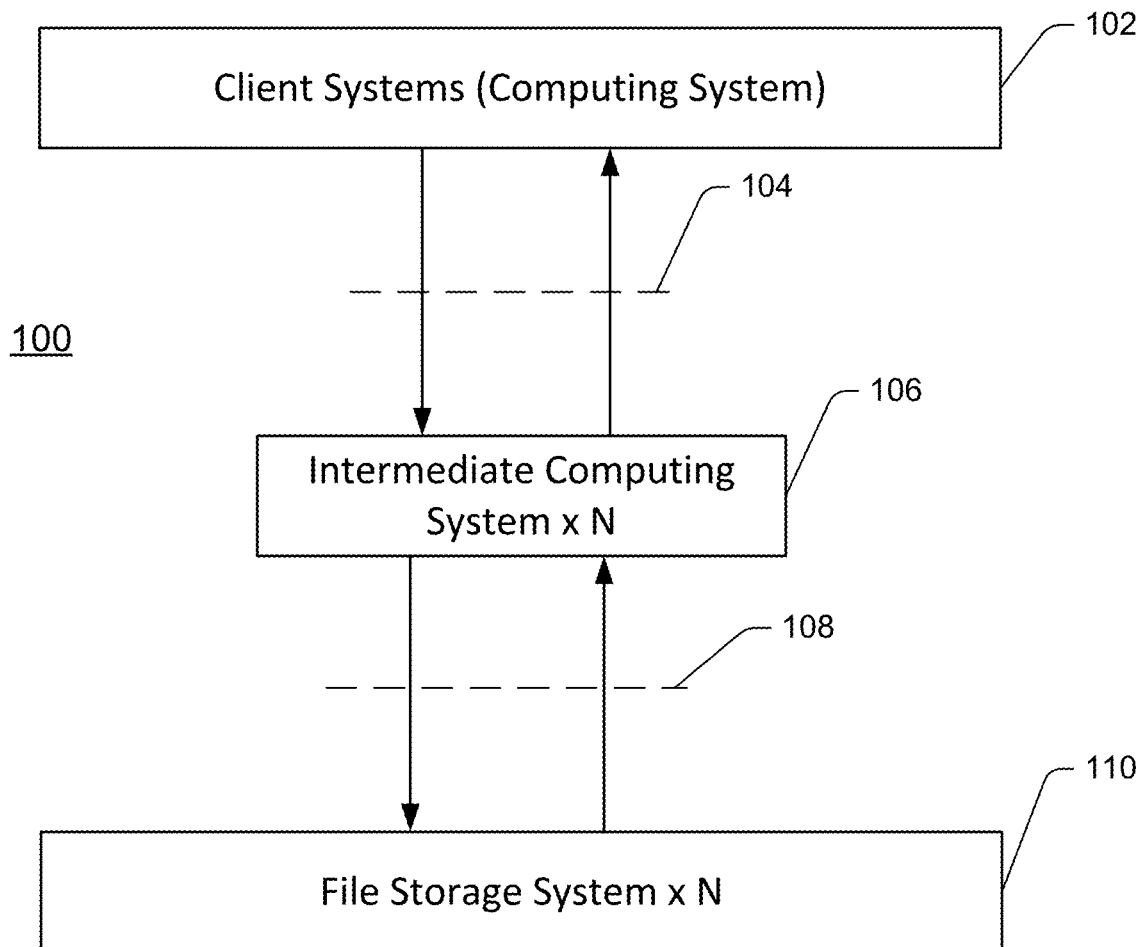 102
Client Systems (Computing System)
104
100
106
Intermediate Computing
System x N
108
110
File Storage System x N